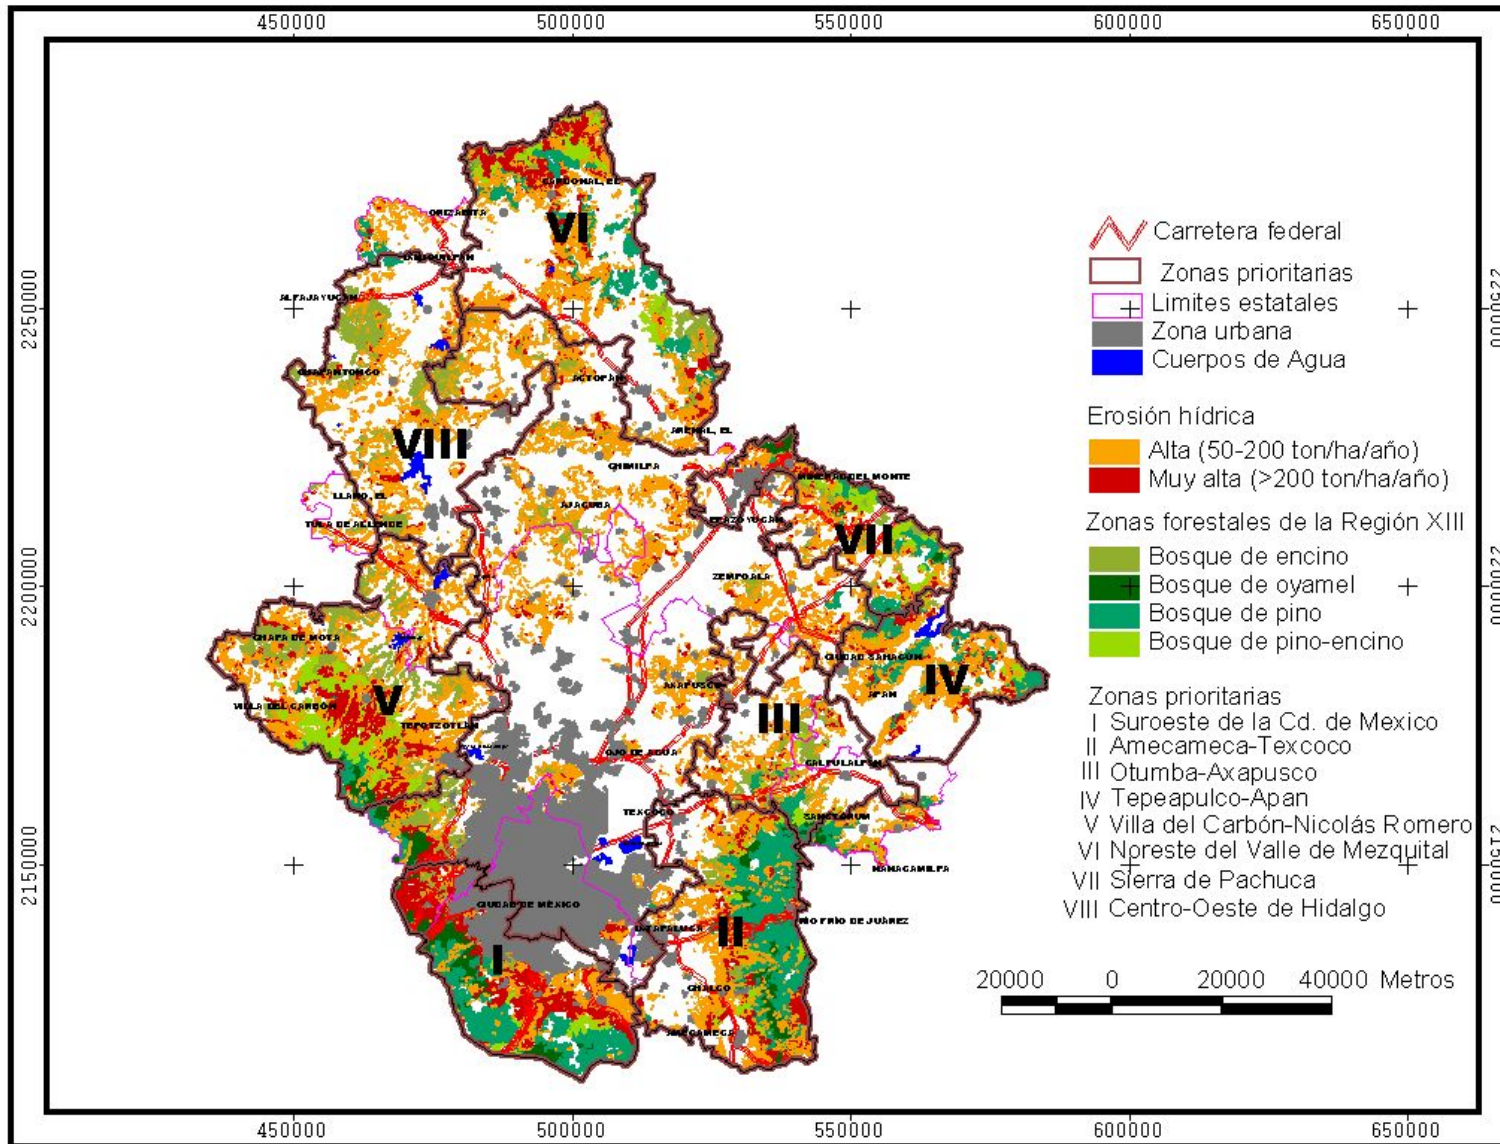 450000 500000 550000 600000 650000
2250000
2200000
2150000
2250000
2200000
2150000
CARDONAL, EL
VI
ALFAJAYUCAN
CHAPANTONGO
ACTOPAN
ARENAL, EL
VIII
CHIMILPA
MINERAL DEL MONTE
LLANO, EL
AJACUBA
TULA DE ALLENDE
EPAZOYUCAN
VII
ZEMPOALA
CHAPA DE MOTA
CIUDAD SAHAGUN
AXAPUSCO
APAN
IV
V
VILLA DEL CARBÓN
TEPOTZOTLÁN
III
OJO DE AGUA
CALPULALPAN
TEXCOCO
SANCTORUM
NANACAMILPA
CIUDAD DE MÉXICO
IXTAPALUCA
II
RÍO FRÍO DE JUÁREZ
I
CHALCO
AMECAMECA
Carretera federal
Zonas prioritarias
Limites estatales
Zona urbana
Cuerpos de Agua
Erosión hídrica
Alta (50-200 ton/ha/año)
Muy alta (>200 ton/ha/año)
Zonas forestales de la Región XIII
Bosque de encino
Bosque de oyamel
Bosque de pino
Bosque de pino-encino
Zonas prioritarias
I Suroeste de la Cd. de Mexico
II Amecameca-Texcoco
III Otumba-Axapusco
IV Tepeapulco-Apan
V Villa del Carbón-Nicolás Romero
VI Noreste del Valle de Mezquital
VII Sierra de Pachuca
VIII Centro-Oeste de Hidalgo
20000 0 20000 40000 Metros
450000 500000 550000 600000 650000